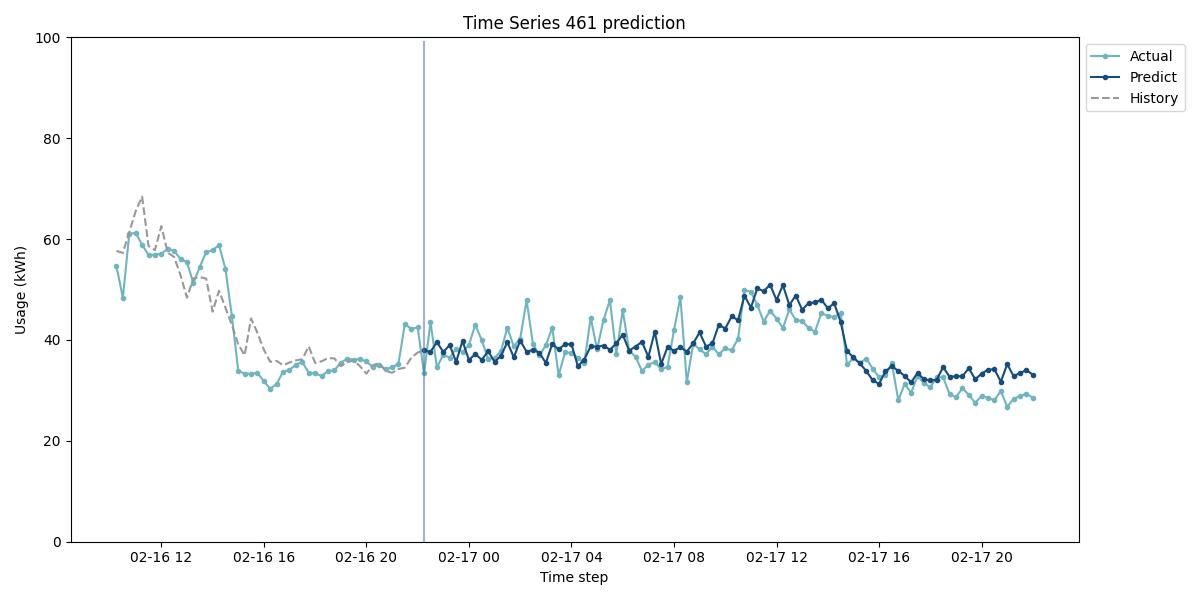 Time Series 461 prediction
Usage (kWh)
100
80
60
40
20
0
02-16 12
02-16 16
02-16 20
02-17 00
02-17 04
02-17 08
02-17 12
02-17 16
02-17 20
Time step
Actual
Predict
History